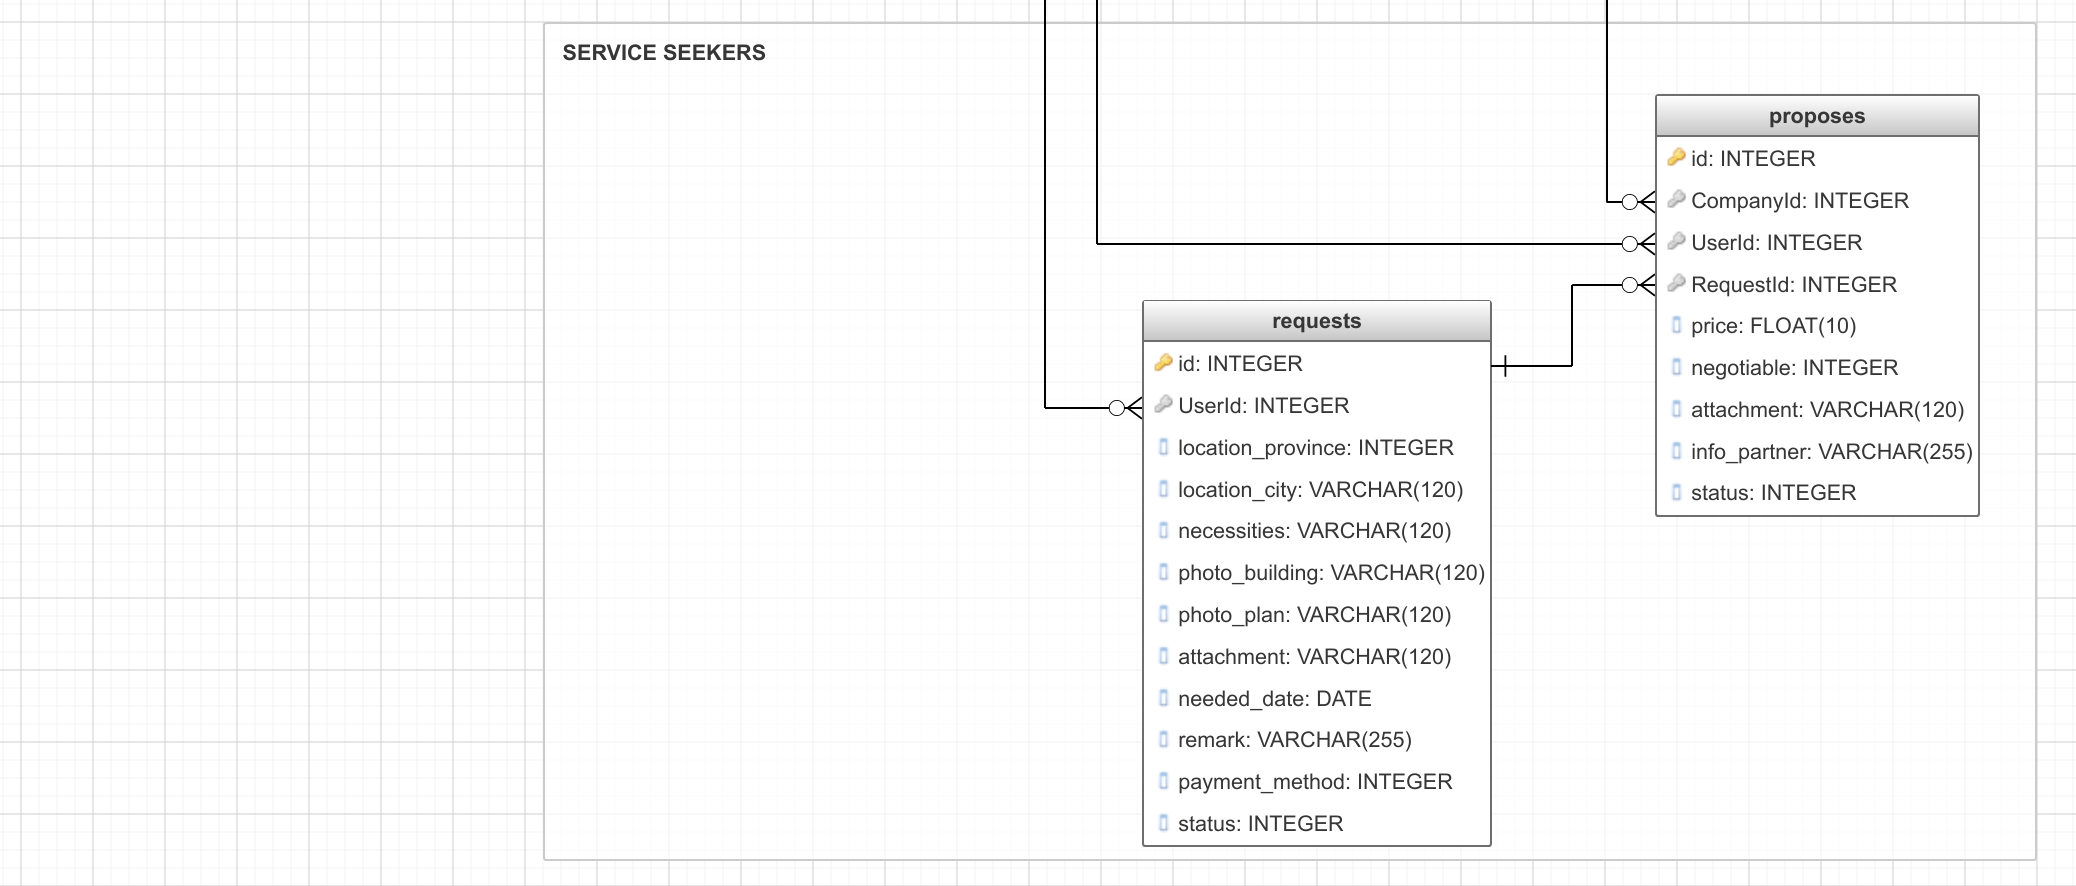 SERVICE SEEKERS
proposes
id: INTEGER
CompanyId: INTEGER
UserId: INTEGER
RequestId: INTEGER
price: FLOAT(10)
negotiable: INTEGER
attachment: VARCHAR(120)
info_partner: VARCHAR(255)
status: INTEGER
requests
id: INTEGER
UserId: INTEGER
location_province: INTEGER
location_city: VARCHAR(120)
necessities: VARCHAR(120)
photo_building: VARCHAR(120)
photo_plan: VARCHAR(120)
attachment: VARCHAR(120)
needed_date: DATE
remark: VARCHAR(255)
payment_method: INTEGER
status: INTEGER